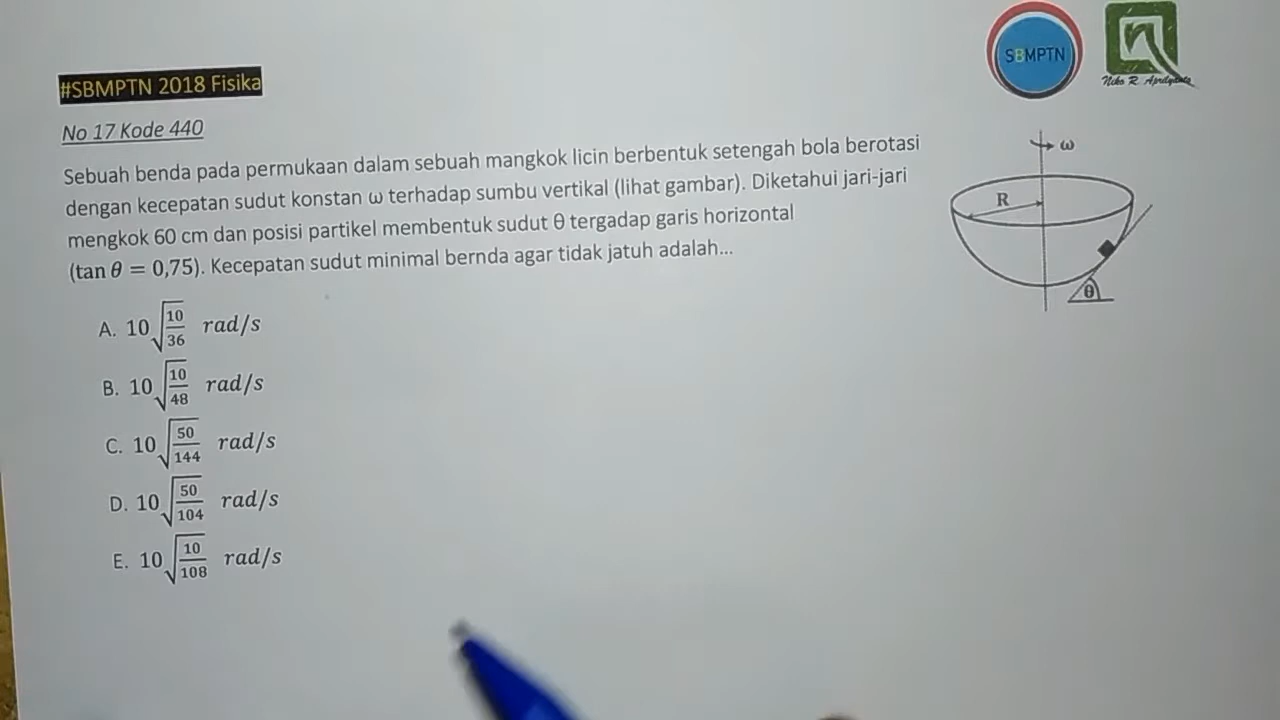 #SBMPTN 2018 Fisika
SBMPTN
Niko R. Apriliyanto
No 17 Kode 440
Sebuah benda pada permukaan dalam sebuah mangkok licin berbentuk setengah bola berotasi
dengan kecepatan sudut konstan ω terhadap sumbu vertikal (lihat gambar). Diketahui jari-jari
mengkok 60 cm dan posisi partikel membentuk sudut θ tergadap garis horizontal
(tan θ = 0,75). Kecepatan sudut minimal bernda agar tidak jatuh adalah...
ω
R
θ
A. 10 √(10/36) rad/s
B. 10 √(10/48) rad/s
C. 10 √(50/144) rad/s
D. 10 √(50/104) rad/s
E. 10 √(10/108) rad/s